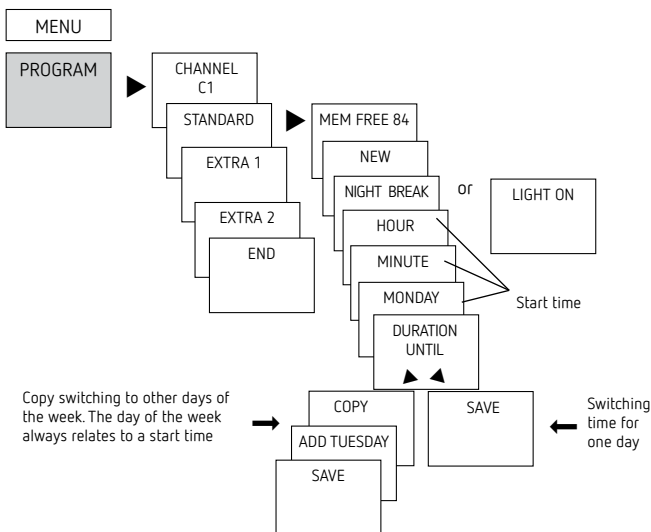 MENU
PROGRAM
CHANNEL
C1
STANDARD
EXTRA 1
EXTRA 2
END
MEM FREE 84
NEW
NIGHT BREAK
or
LIGHT ON
HOUR
MINUTE
MONDAY
Start time
DURATION
UNTIL
Copy switching to other days of
the week. The day of the week
always relates to a start time
COPY
ADD TUESDAY
SAVE
SAVE
Switching
time for
one day